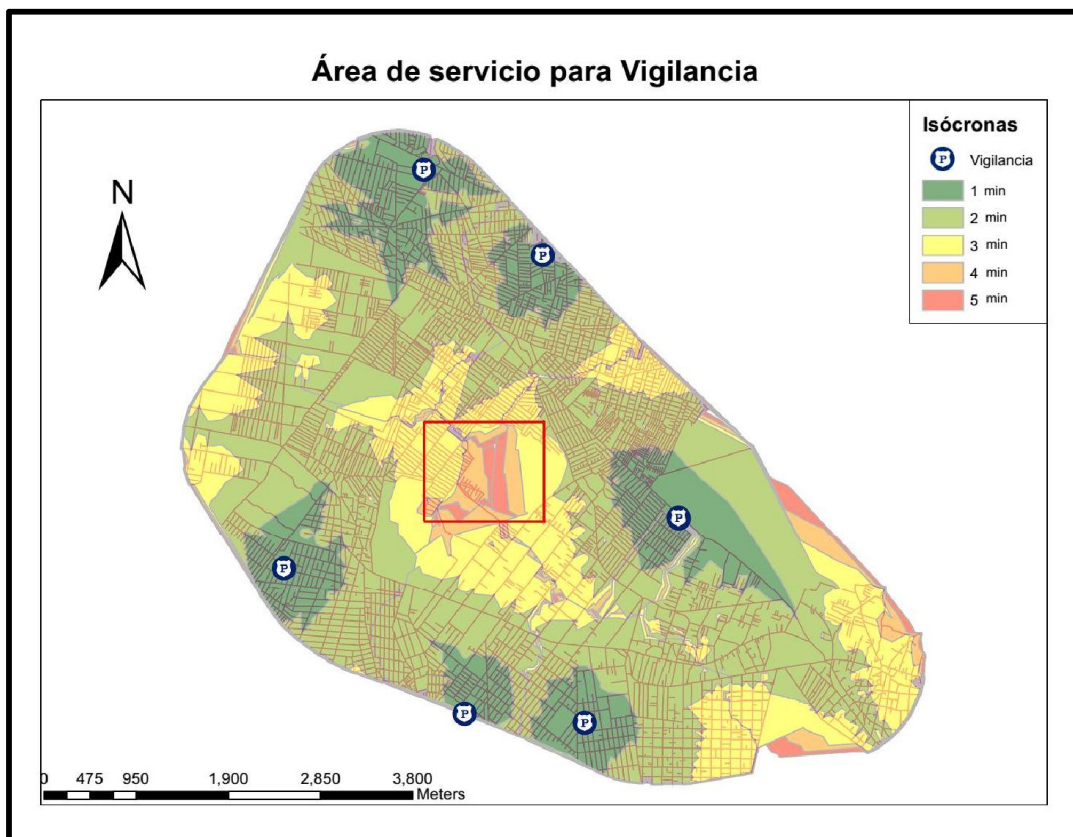 Área de servicio para Vigilancia
Isócronas
P Vigilancia
1 min
2 min
3 min
4 min
5 min
N
P
P
P
P
P
P
0 475 950 1,900 2,850 3,800
Meters